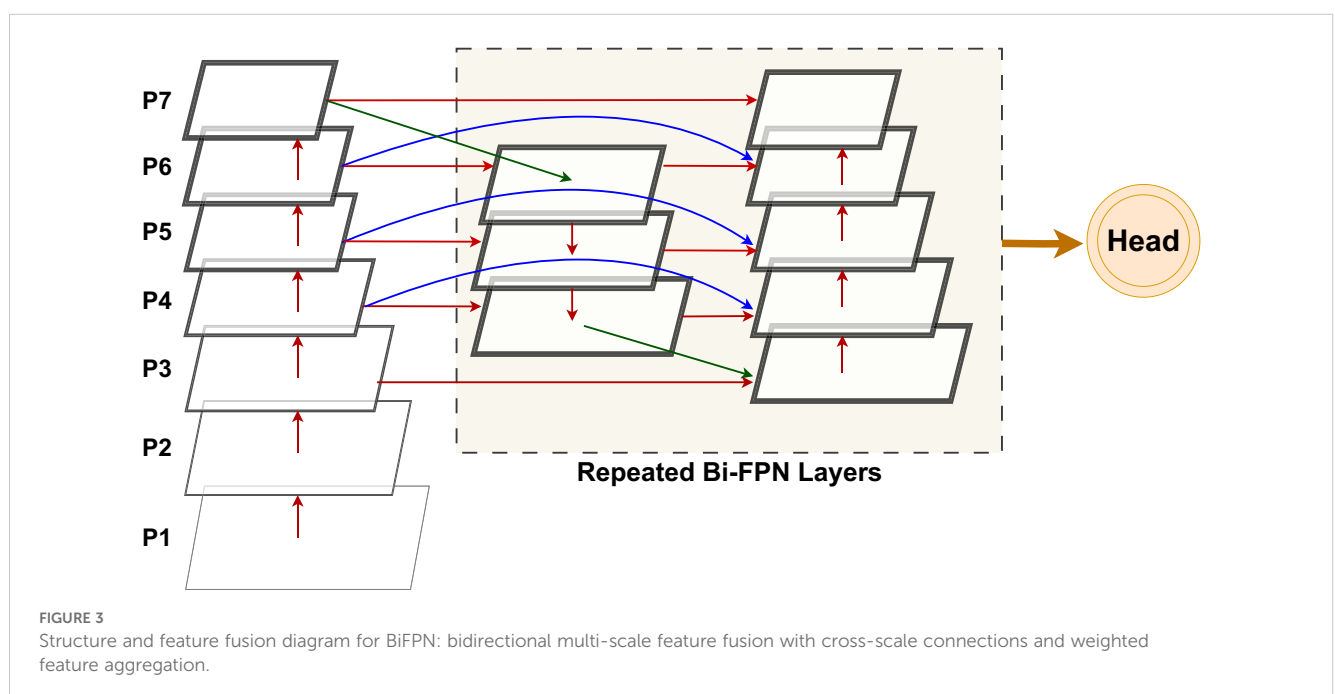 P7
P6
P5
P4
P3
P2
P1
Head
Repeated Bi-FPN Layers
FIGURE 3
Structure and feature fusion diagram for BiFPN: bidirectional multi-scale feature fusion with cross-scale connections and weighted
feature aggregation.